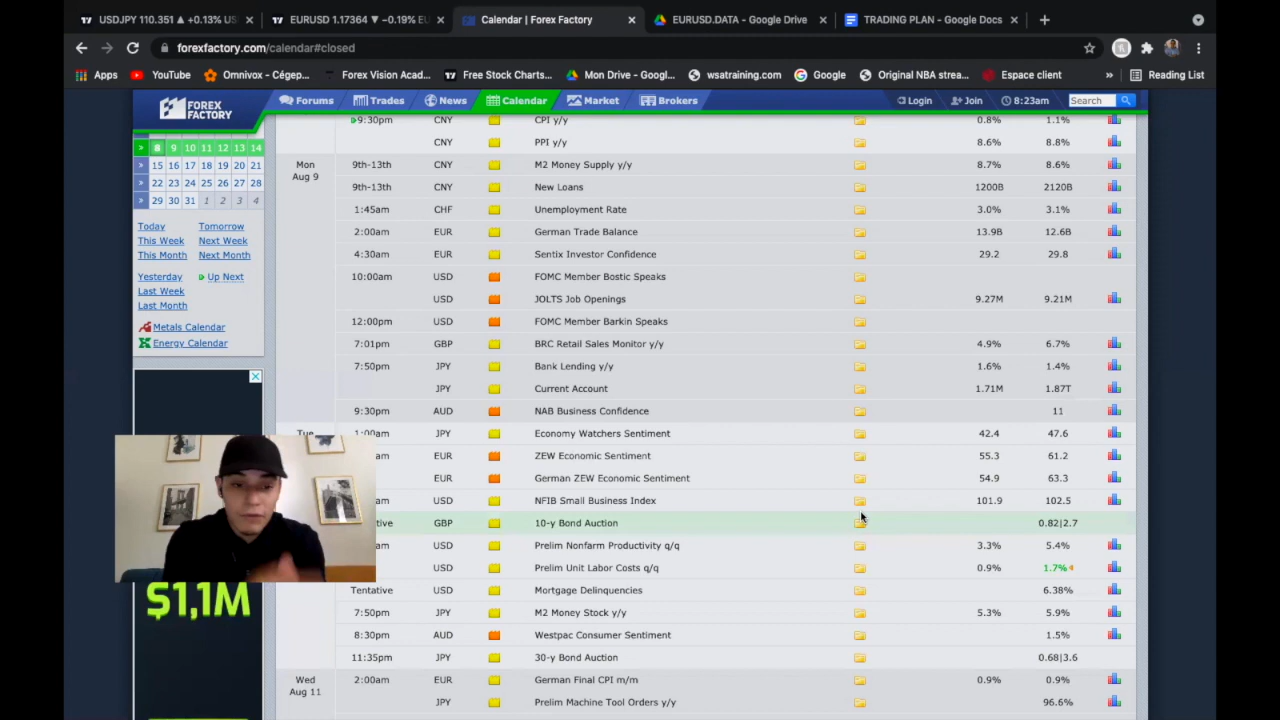 USDJPY 110.351 ▲ +0.13% US
EURUSD 1.17364 ▼ −0.19% EU
Calendar | Forex Factory
EURUSD.DATA - Google Drive
TRADING PLAN - Google Docs
forexfactory.com/calendar#closed
Apps YouTube Omnivox - Cégep... Forex Vision Acad... Free Stock Charts... Mon Drive - Googl... wsatraining.com Google Original NBA strea... Espace client » Reading List
FOREX FACTORY
Forums Trades News Calendar Market Brokers Login Join 8:23am Search
> 8 9 10 11 12 13 14
> 15 16 17 18 19 20 21
> 22 23 24 25 26 27 28
> 29 30 31 1 2 3 4
Today Tomorrow
This Week Next Week
This Month Next Month
Yesterday Up Next
Last Week
Last Month
Metals Calendar
Energy Calendar
$1,1M
9:30pm CNY CPI y/y 0.8% 1.1%
CNY PPI y/y 8.6% 8.8%
Mon Aug 9 9th-13th CNY M2 Money Supply y/y 8.7% 8.6%
9th-13th CNY New Loans 1200B 2120B
1:45am CHF Unemployment Rate 3.0% 3.1%
2:00am EUR German Trade Balance 13.9B 12.6B
4:30am EUR Sentix Investor Confidence 29.2 29.8
10:00am USD FOMC Member Bostic Speaks
USD JOLTS Job Openings 9.27M 9.21M
12:00pm USD FOMC Member Barkin Speaks
7:01pm GBP BRC Retail Sales Monitor y/y 4.9% 6.7%
7:50pm JPY Bank Lending y/y 1.6% 1.4%
JPY Current Account 1.71M 1.87T
9:30pm AUD NAB Business Confidence 11
Tue 1:00am JPY Economy Watchers Sentiment 42.4 47.6
am EUR ZEW Economic Sentiment 55.3 61.2
EUR German ZEW Economic Sentiment 54.9 63.3
am USD NFIB Small Business Index 101.9 102.5
tive GBP 10-y Bond Auction 0.82|2.7
am USD Prelim Nonfarm Productivity q/q 3.3% 5.4%
USD Prelim Unit Labor Costs q/q 0.9% 1.7%
Tentative USD Mortgage Delinquencies 6.38%
7:50pm JPY M2 Money Stock y/y 5.3% 5.9%
8:30pm AUD Westpac Consumer Sentiment 1.5%
11:35pm JPY 30-y Bond Auction 0.68|3.6
Wed Aug 11 2:00am EUR German Final CPI m/m 0.9% 0.9%
JPY Prelim Machine Tool Orders y/y 96.6%